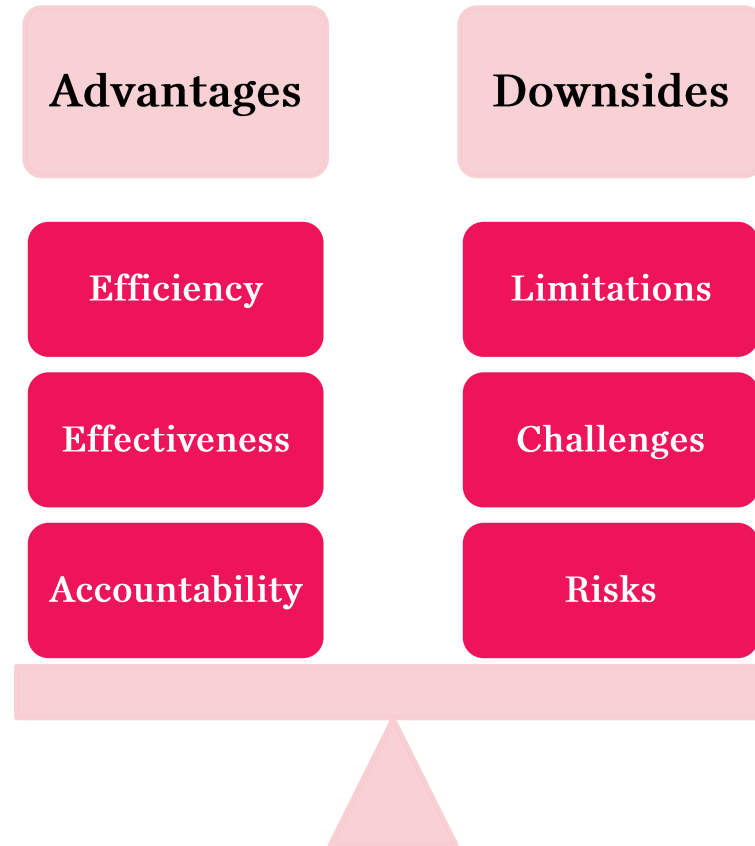 Advantages
Efficiency
Effectiveness
Accountability
Downsides
Limitations
Challenges
Risks